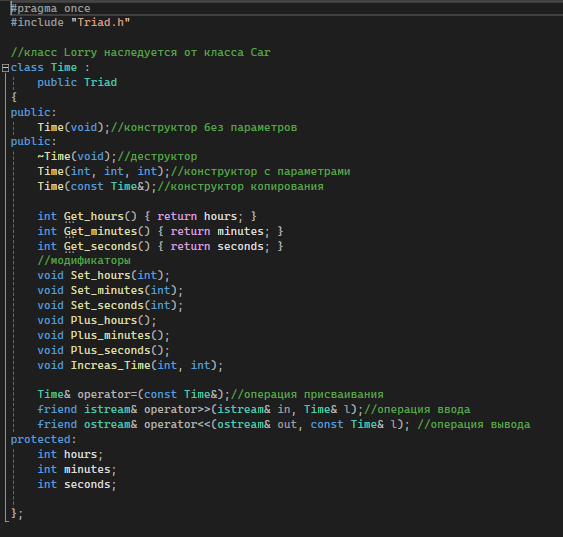 #pragma once
#include "Triad.h"

//класс Lorry наследуется от класса Car
class Time :
    public Triad
{
public:
    Time(void);//конструктор без параметров
public:
    ~Time(void);//деструктор
    Time(int, int, int);//конструктор с параметрами
    Time(const Time&);//конструктор копирования

    int Get_hours() { return hours; }
    int Get_minutes() { return minutes; }
    int Get_seconds() { return seconds; }
    //модификаторы
    void Set_hours(int);
    void Set_minutes(int);
    void Set_seconds(int);
    void Plus_hours();
    void Plus_minutes();
    void Plus_seconds();
    void Increas_Time(int, int);

    Time& operator=(const Time&);//операция присваивания
    friend istream& operator>>(istream& in, Time& l);//операция ввода
    friend ostream& operator<<(ostream& out, const Time& l); //операция вывода
protected:
    int hours;
    int minutes;
    int seconds;

};